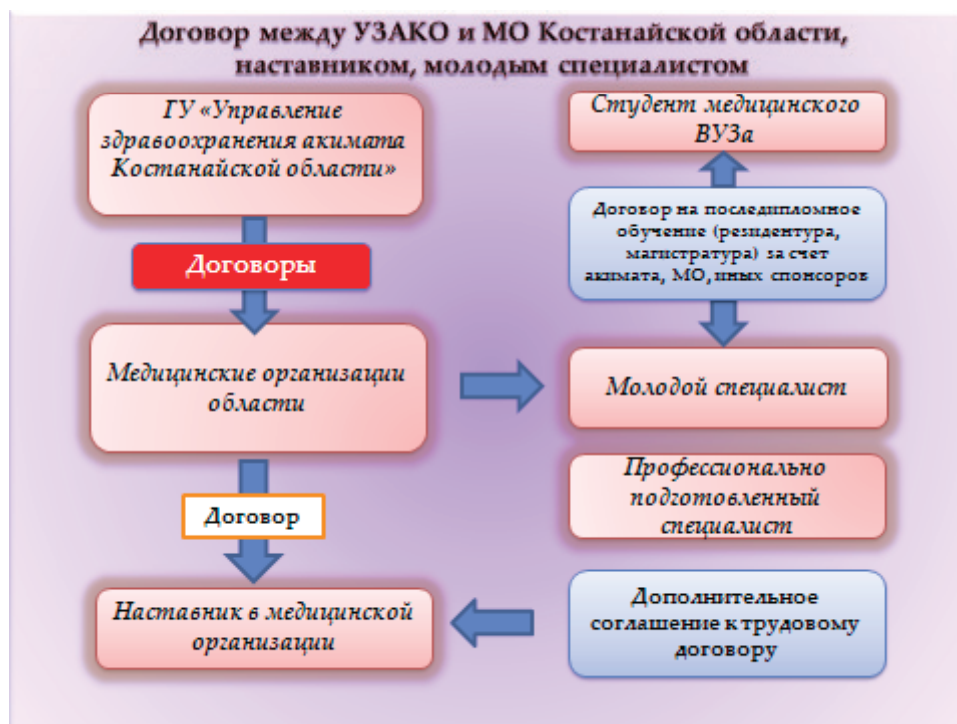 Договор между УЗАКО и МО Костанайской области,
наставником, молодым специалистом
ГУ «Управление
здравоохранения акимата
Костанайской области»
Договоры
Медицинские организации
области
Договор
Наставник в медицинской
организации
Студент медицинского
ВУЗа
Договор на последипломное
обучение (резидентура,
магистратура) за счет
акимата, МО, иных спонсоров
Молодой специалист
Профессионально
подготовленный
специалист
Дополнительное
соглашение к трудовому
договору